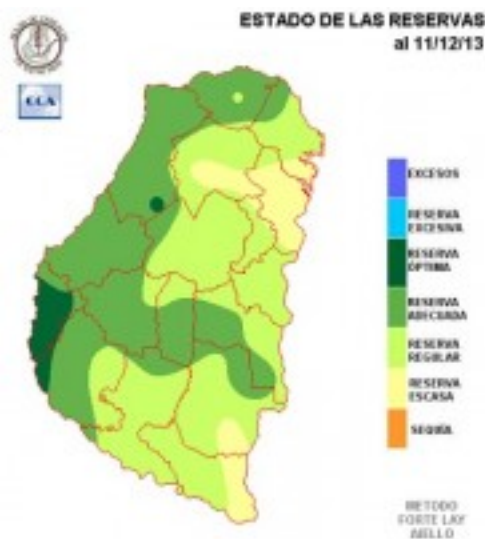 ESTADO DE LAS RESERVAS
al 11/12/13
CCA
EXCESOS
RESERVA
EXCESIVA
RESERVA
ÓPTIMA
RESERVA
ADECUADA
RESERVA
REGULAR
RESERVA
ESCASA
SEQUÍA
METODO
FORTE LAY
AIELLO